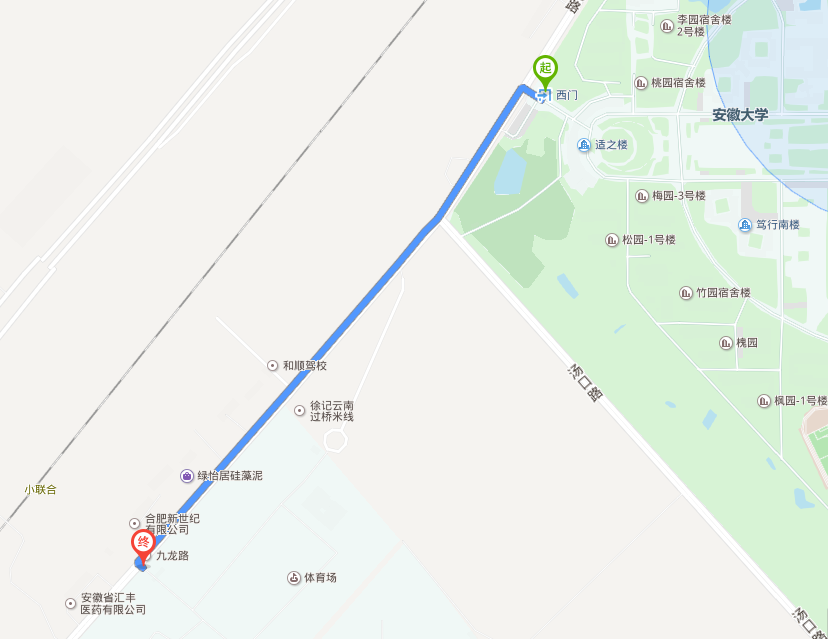 路
李园宿舍楼
2号楼
起
西门
桃园宿舍楼
安徽大学
适之楼
梅园-3号楼
笃行南楼
松园-1号楼
竹园宿舍楼
槐园
和顺驾校
汤口路
枫园-1号楼
徐记云南
过桥米线
绿怡居硅藻泥
小联合
合肥新世纪
有限公司
终
九龙路
体育场
安徽省汇丰
医药有限公司
汤口路